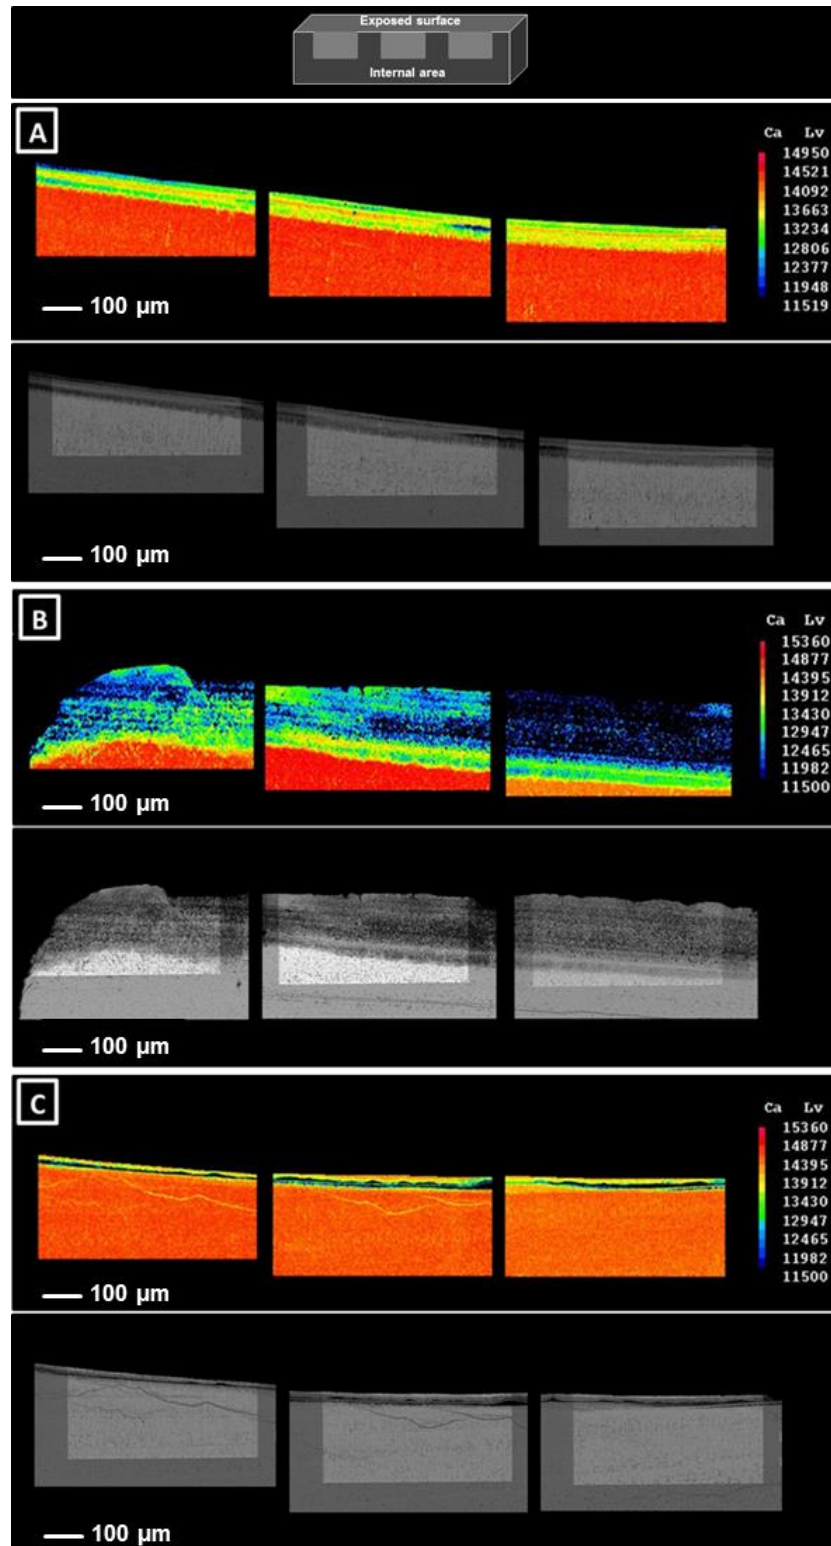 Exposed surface
Internal area
A
Ca Lv
14950
14521
14092
13663
13234
12806
12377
11948
11519
100 µm
100 µm
B
Ca Lv
15360
14877
14395
13912
13430
12947
12465
11982
11500
100 µm
100 µm
C
Ca Lv
15360
14877
14395
13912
13430
12947
12465
11982
11500
100 µm
100 µm